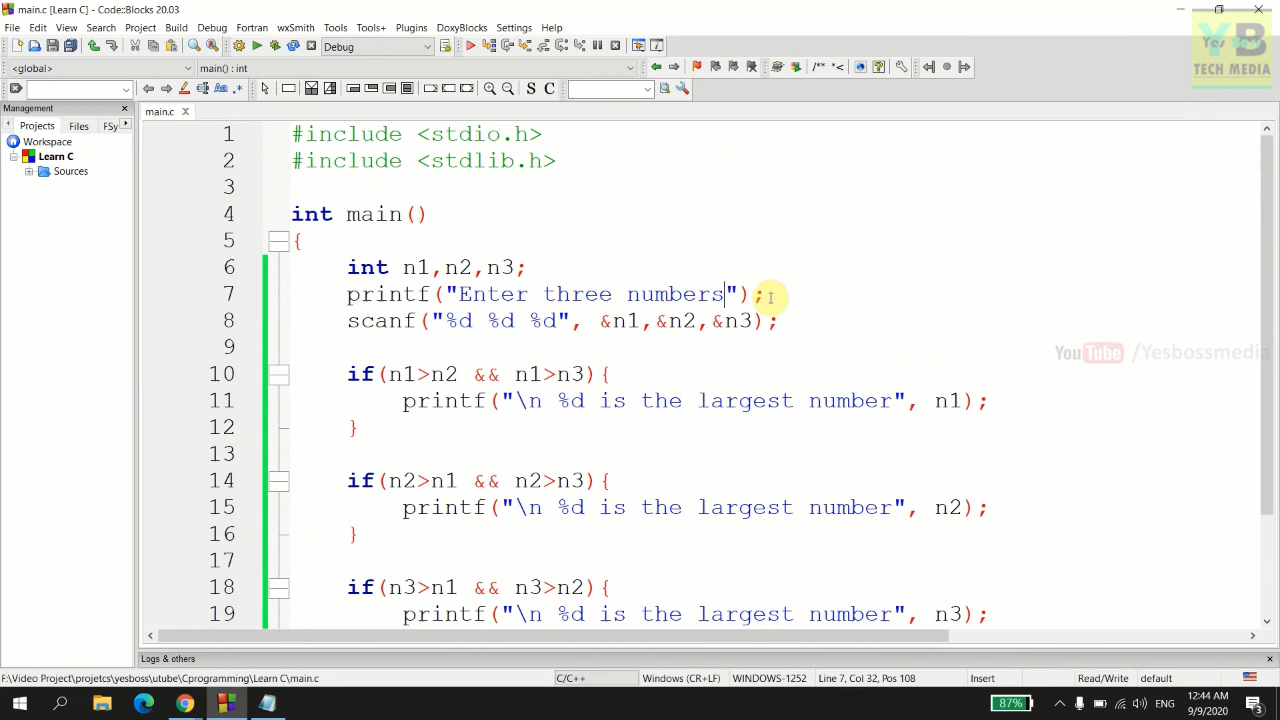 main.c [Learn C] - Code::Blocks 20.03
File Edit View Search Project Build Debug Fortran wxSmith Tools Tools+ Plugins DoxyBlocks Settings Help
Debug
<global>
main() : int
/** *<
Aa .*
S C
Yes Boss
TECH MEDIA
Management
main.c
Projects Files FSy
Workspace
Learn C
Sources
1 #include <stdio.h>
2 #include <stdlib.h>
3
4 int main()
5 {
6 int n1,n2,n3;
7 printf("Enter three numbers");
8 scanf("%d %d %d", &n1,&n2,&n3);
9
10 if(n1>n2 && n1>n3){
11 printf("\n %d is the largest number", n1);
12 }
13
14 if(n2>n1 && n2>n3){
15 printf("\n %d is the largest number", n2);
16 }
17
18 if(n3>n1 && n3>n2){
19 printf("\n %d is the largest number", n3);
YouTube /Yesbossmedia
Logs & others
F:\Video Project\projetcs\yesboss\utube\Cprogramming\Learn C\main.c C/C++ Windows (CR+LF) WINDOWS-1252 Line 7, Col 32, Pos 108 Insert Read/Write default
87%
12:44 AM
9/9/2020
3